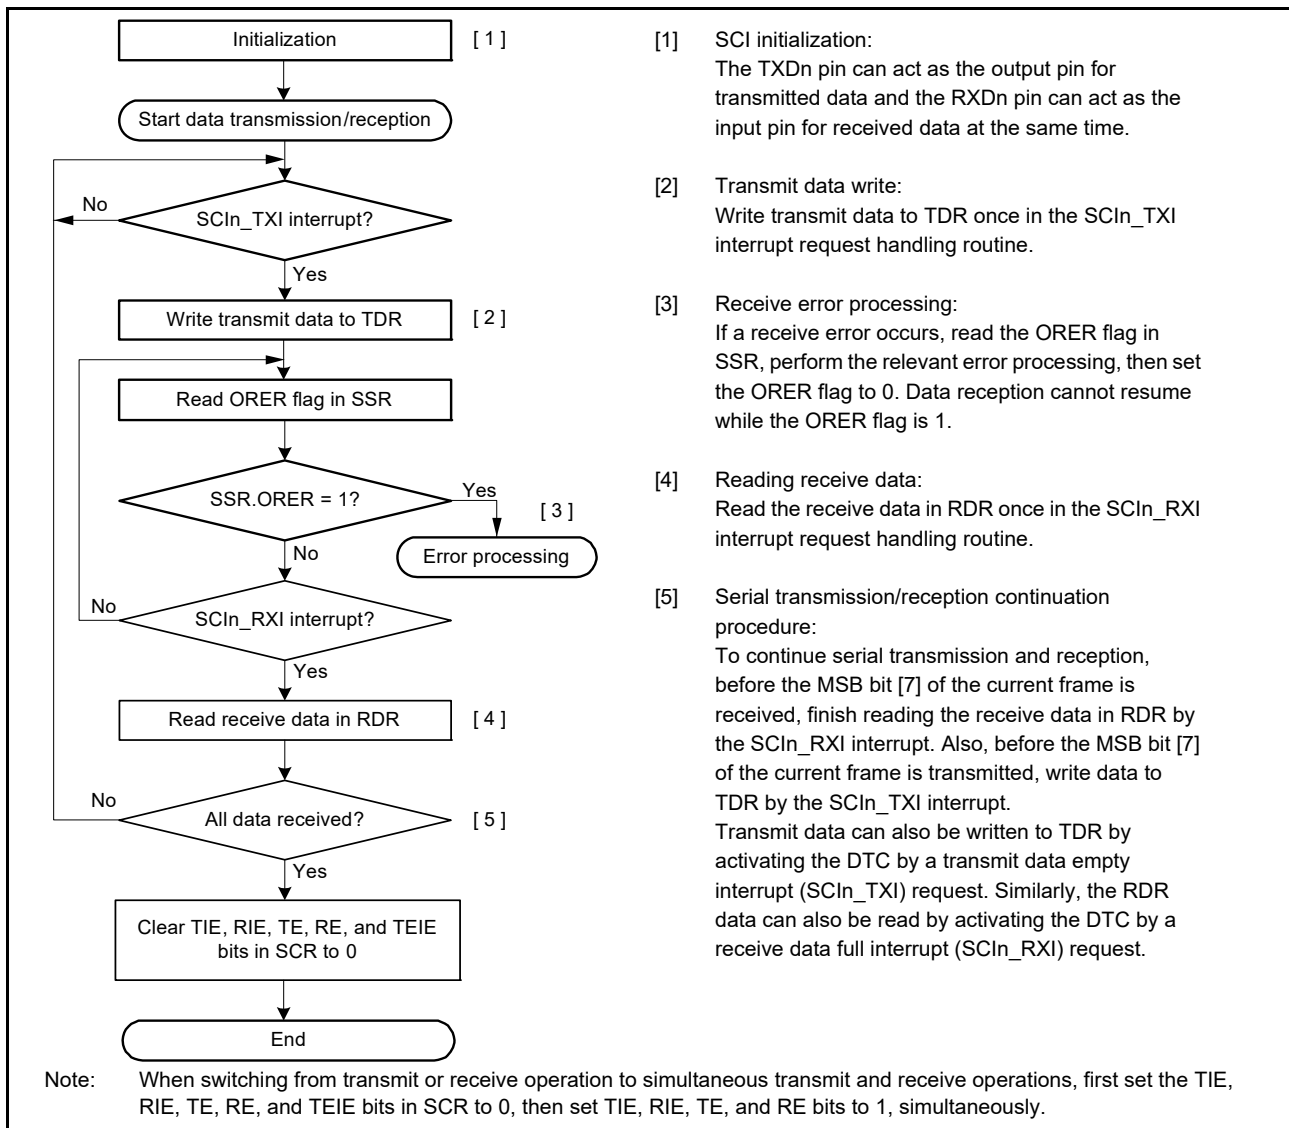 Initialization [ 1 ]
Start data transmission/reception
No
SCIn_TXI interrupt?
Yes
Write transmit data to TDR [ 2 ]
Read ORER flag in SSR
SSR.ORER = 1?
Yes
[ 3 ]
Error processing
No
No
SCIn_RXI interrupt?
Yes
Read receive data in RDR [ 4 ]
No
All data received? [ 5 ]
Yes
Clear TIE, RIE, TE, RE, and TEIE
bits in SCR to 0
End
[1] SCI initialization:
The TXDn pin can act as the output pin for
transmitted data and the RXDn pin can act as the
input pin for received data at the same time.
[2] Transmit data write:
Write transmit data to TDR once in the SCIn_TXI
interrupt request handling routine.
[3] Receive error processing:
If a receive error occurs, read the ORER flag in
SSR, perform the relevant error processing, then set
the ORER flag to 0. Data reception cannot resume
while the ORER flag is 1.
[4] Reading receive data:
Read the receive data in RDR once in the SCIn_RXI
interrupt request handling routine.
[5] Serial transmission/reception continuation
procedure:
To continue serial transmission and reception,
before the MSB bit [7] of the current frame is
received, finish reading the receive data in RDR by
the SCIn_RXI interrupt. Also, before the MSB bit [7]
of the current frame is transmitted, write data to
TDR by the SCIn_TXI interrupt.
Transmit data can also be written to TDR by
activating the DTC by a transmit data empty
interrupt (SCIn_TXI) request. Similarly, the RDR
data can also be read by activating the DTC by a
receive data full interrupt (SCIn_RXI) request.
Note: When switching from transmit or receive operation to simultaneous transmit and receive operations, first set the TIE,
RIE, TE, RE, and TEIE bits in SCR to 0, then set TIE, RIE, TE, and RE bits to 1, simultaneously.